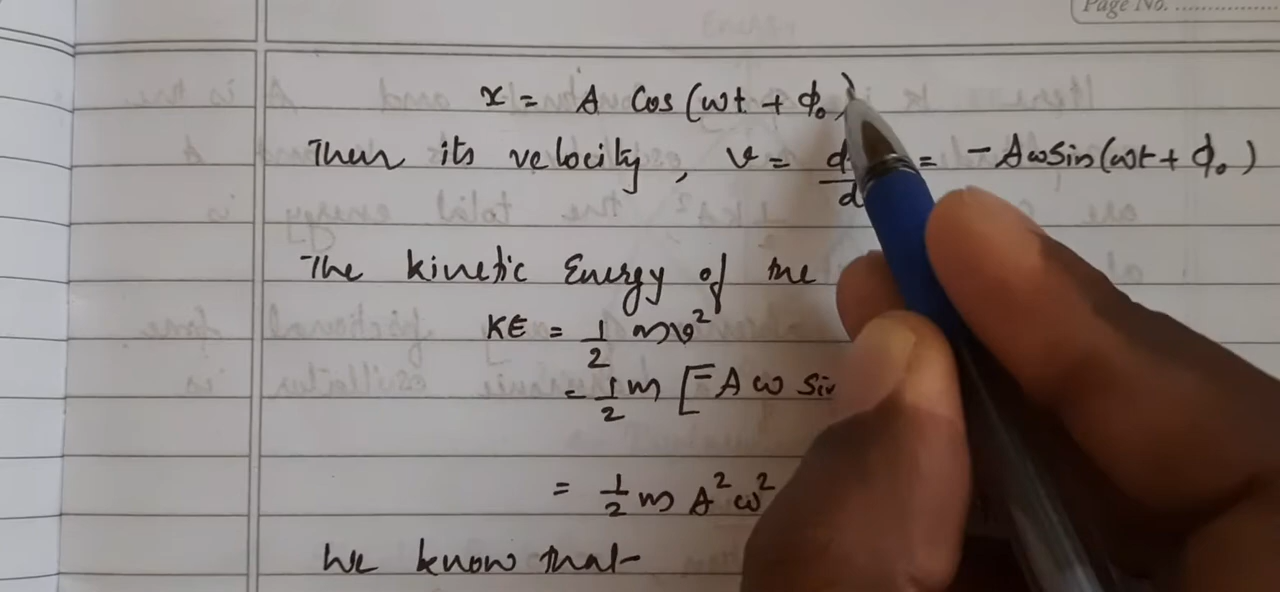 Page No. ...............
x = A Cos (ωt + ϕ₀)
Then its velocity, v = d/d = - Aω Sin(ωt + ϕ₀)
The kinetic Energy of the
KE = 1/2 mv²
= 1/2 m [-A ω Sin
= 1/2 m A² ω²
We know that